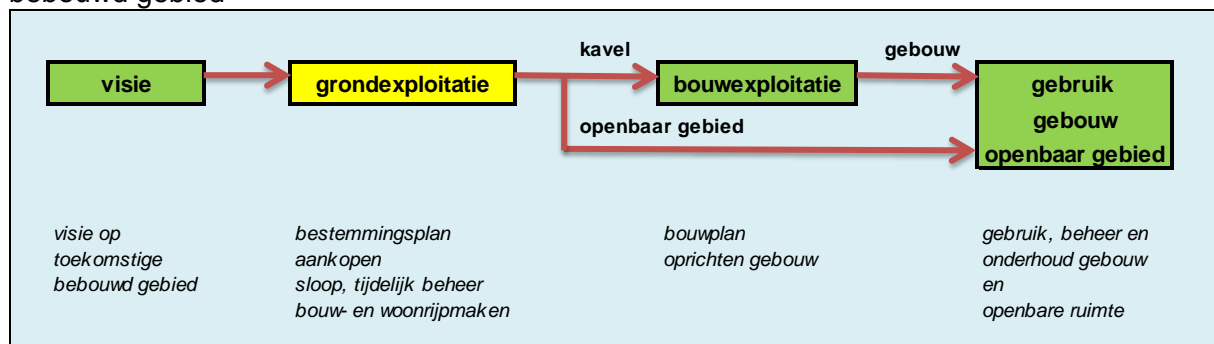 kavel
gebouw
visie
grondexploitatie
bouwexploitatie
gebruik
gebouw
openbaar gebied
openbaar gebied
visie op
toekomstige
bebouwd gebied
bestemmingsplan
aankopen
sloop, tijdelijk beheer
bouw- en woonrijpmaken
bouwplan
oprichten gebouw
gebruik, beheer en
onderhoud gebouw
en
openbare ruimte